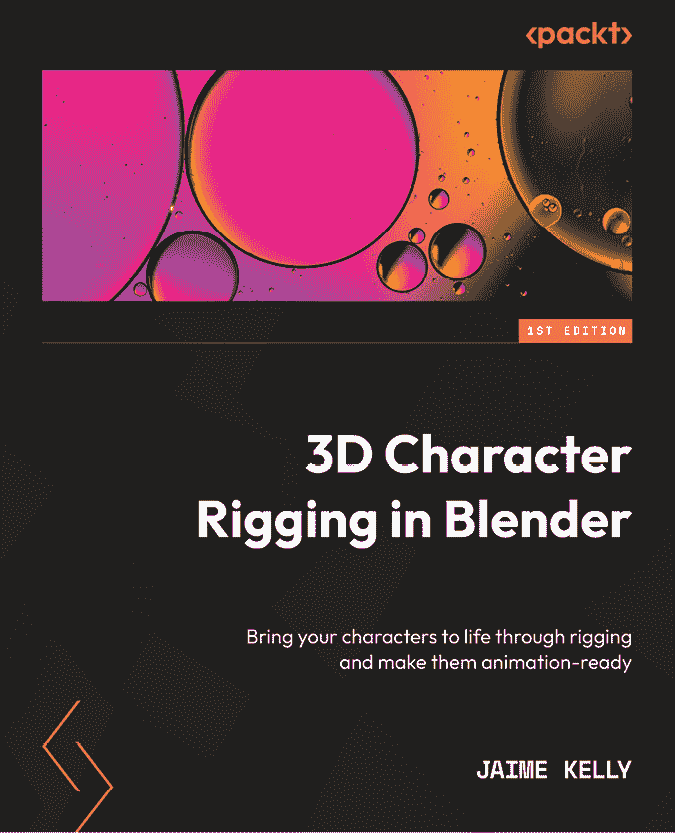 <packt>
1ST EDITION
3D Character
Rigging in Blender
Bring your characters to life through rigging
and make them animation-ready
JAIME KELLY